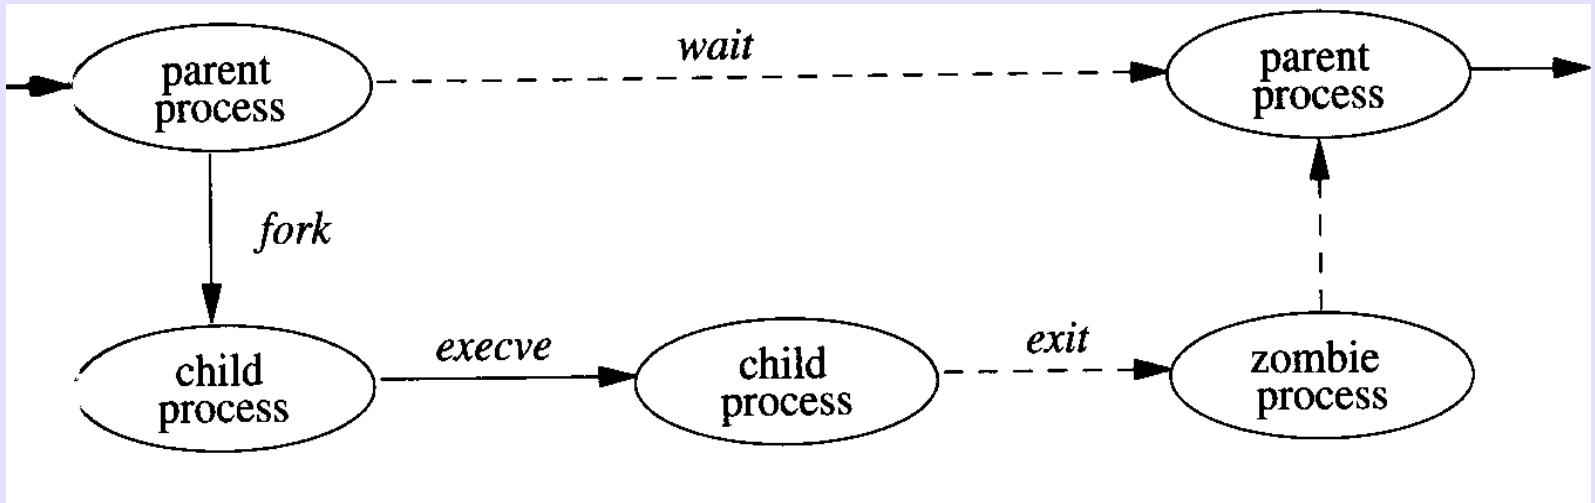 parent
process
wait
parent
process
fork
child
process
execve
child
process
exit
zombie
process